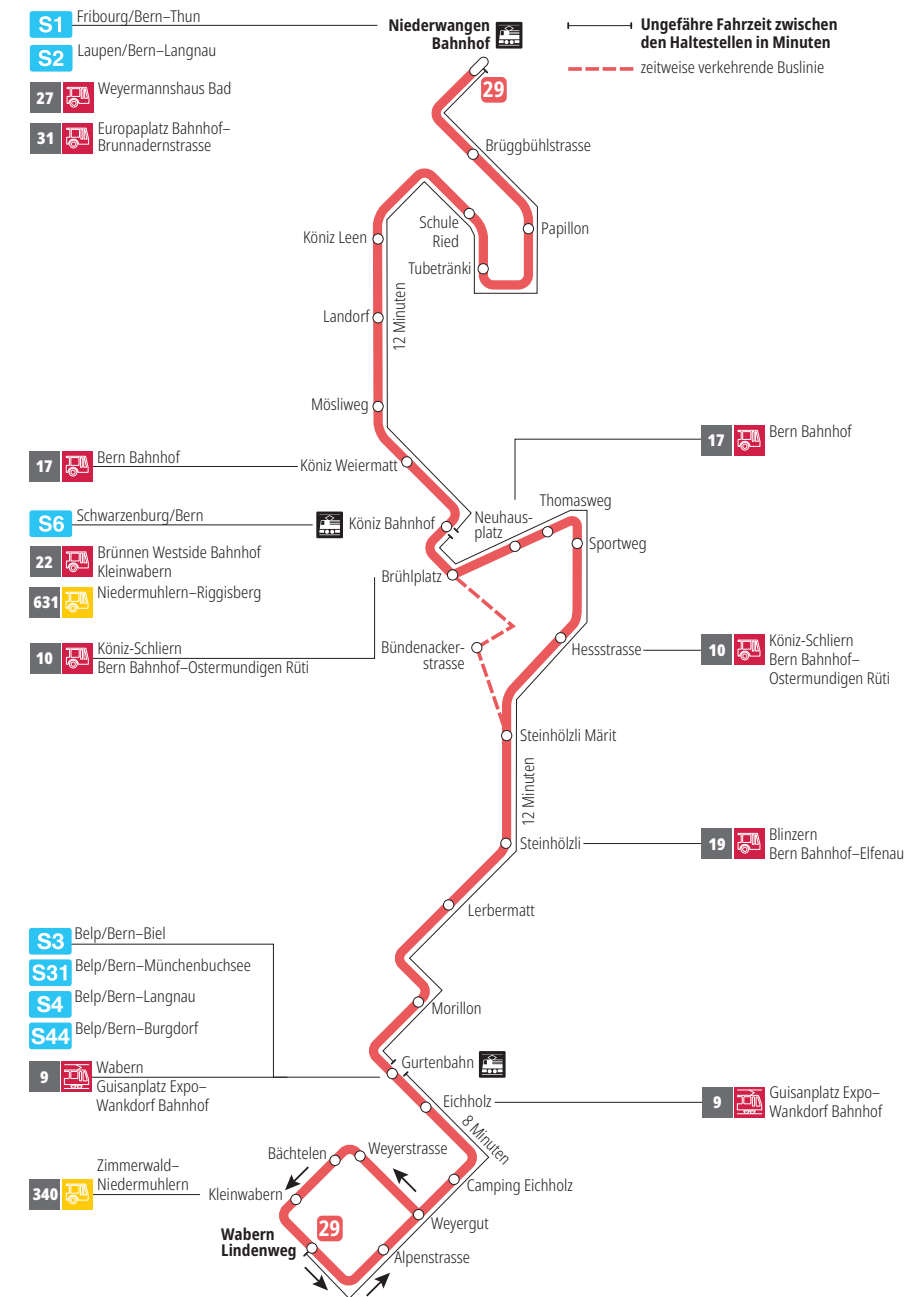 S1
Fribourg/Bern–Thun
S2
Laupen/Bern–Langnau
27
Weyermannshaus Bad
31
Europaplatz Bahnhof–
Brunnadernstrasse
Niederwangen
Bahnhof
Ungefähre Fahrzeit zwischen
den Haltestellen in Minuten
zeitweise verkehrende Buslinie
29
Brüggbühlstrasse
Papillon
Schule
Ried
Tubetränki
Köniz Leen
Landorf
12 Minuten
Mösliweg
17
Bern Bahnhof
Köniz Weiermatt
17
Bern Bahnhof
S6
Schwarzenburg/Bern
Köniz Bahnhof
Neuhaus-
platz
Thomasweg
Sportweg
22
Brünnen Westside Bahnhof
Kleinwabern
631
Niedermuhlern–Riggisberg
Brühlplatz
10
Köniz-Schliern
Bern Bahnhof–Ostermundigen Rüti
Bündenacker-
strasse
Hessstrasse
10
Köniz-Schliern
Bern Bahnhof–
Ostermundigen Rüti
Steinhölzli Märit
12 Minuten
Steinhölzli
19
Blinzern
Bern Bahnhof–Elfenau
Lerbermatt
S3
Belp/Bern–Biel
S31
Belp/Bern–Münchenbuchsee
S4
Belp/Bern–Langnau
S44
Belp/Bern–Burgdorf
Morillon
9
Wabern
Guisanplatz Expo–
Wankdorf Bahnhof
Gurtenbahn
Eichholz
9
Guisanplatz Expo–
Wankdorf Bahnhof
8 Minuten
Bächtelen
Weyerstrasse
340
Zimmerwald–
Niedermuhlern
Kleinwabern
Camping Eichholz
Weyergut
29
Wabern
Lindenweg
Alpenstrasse